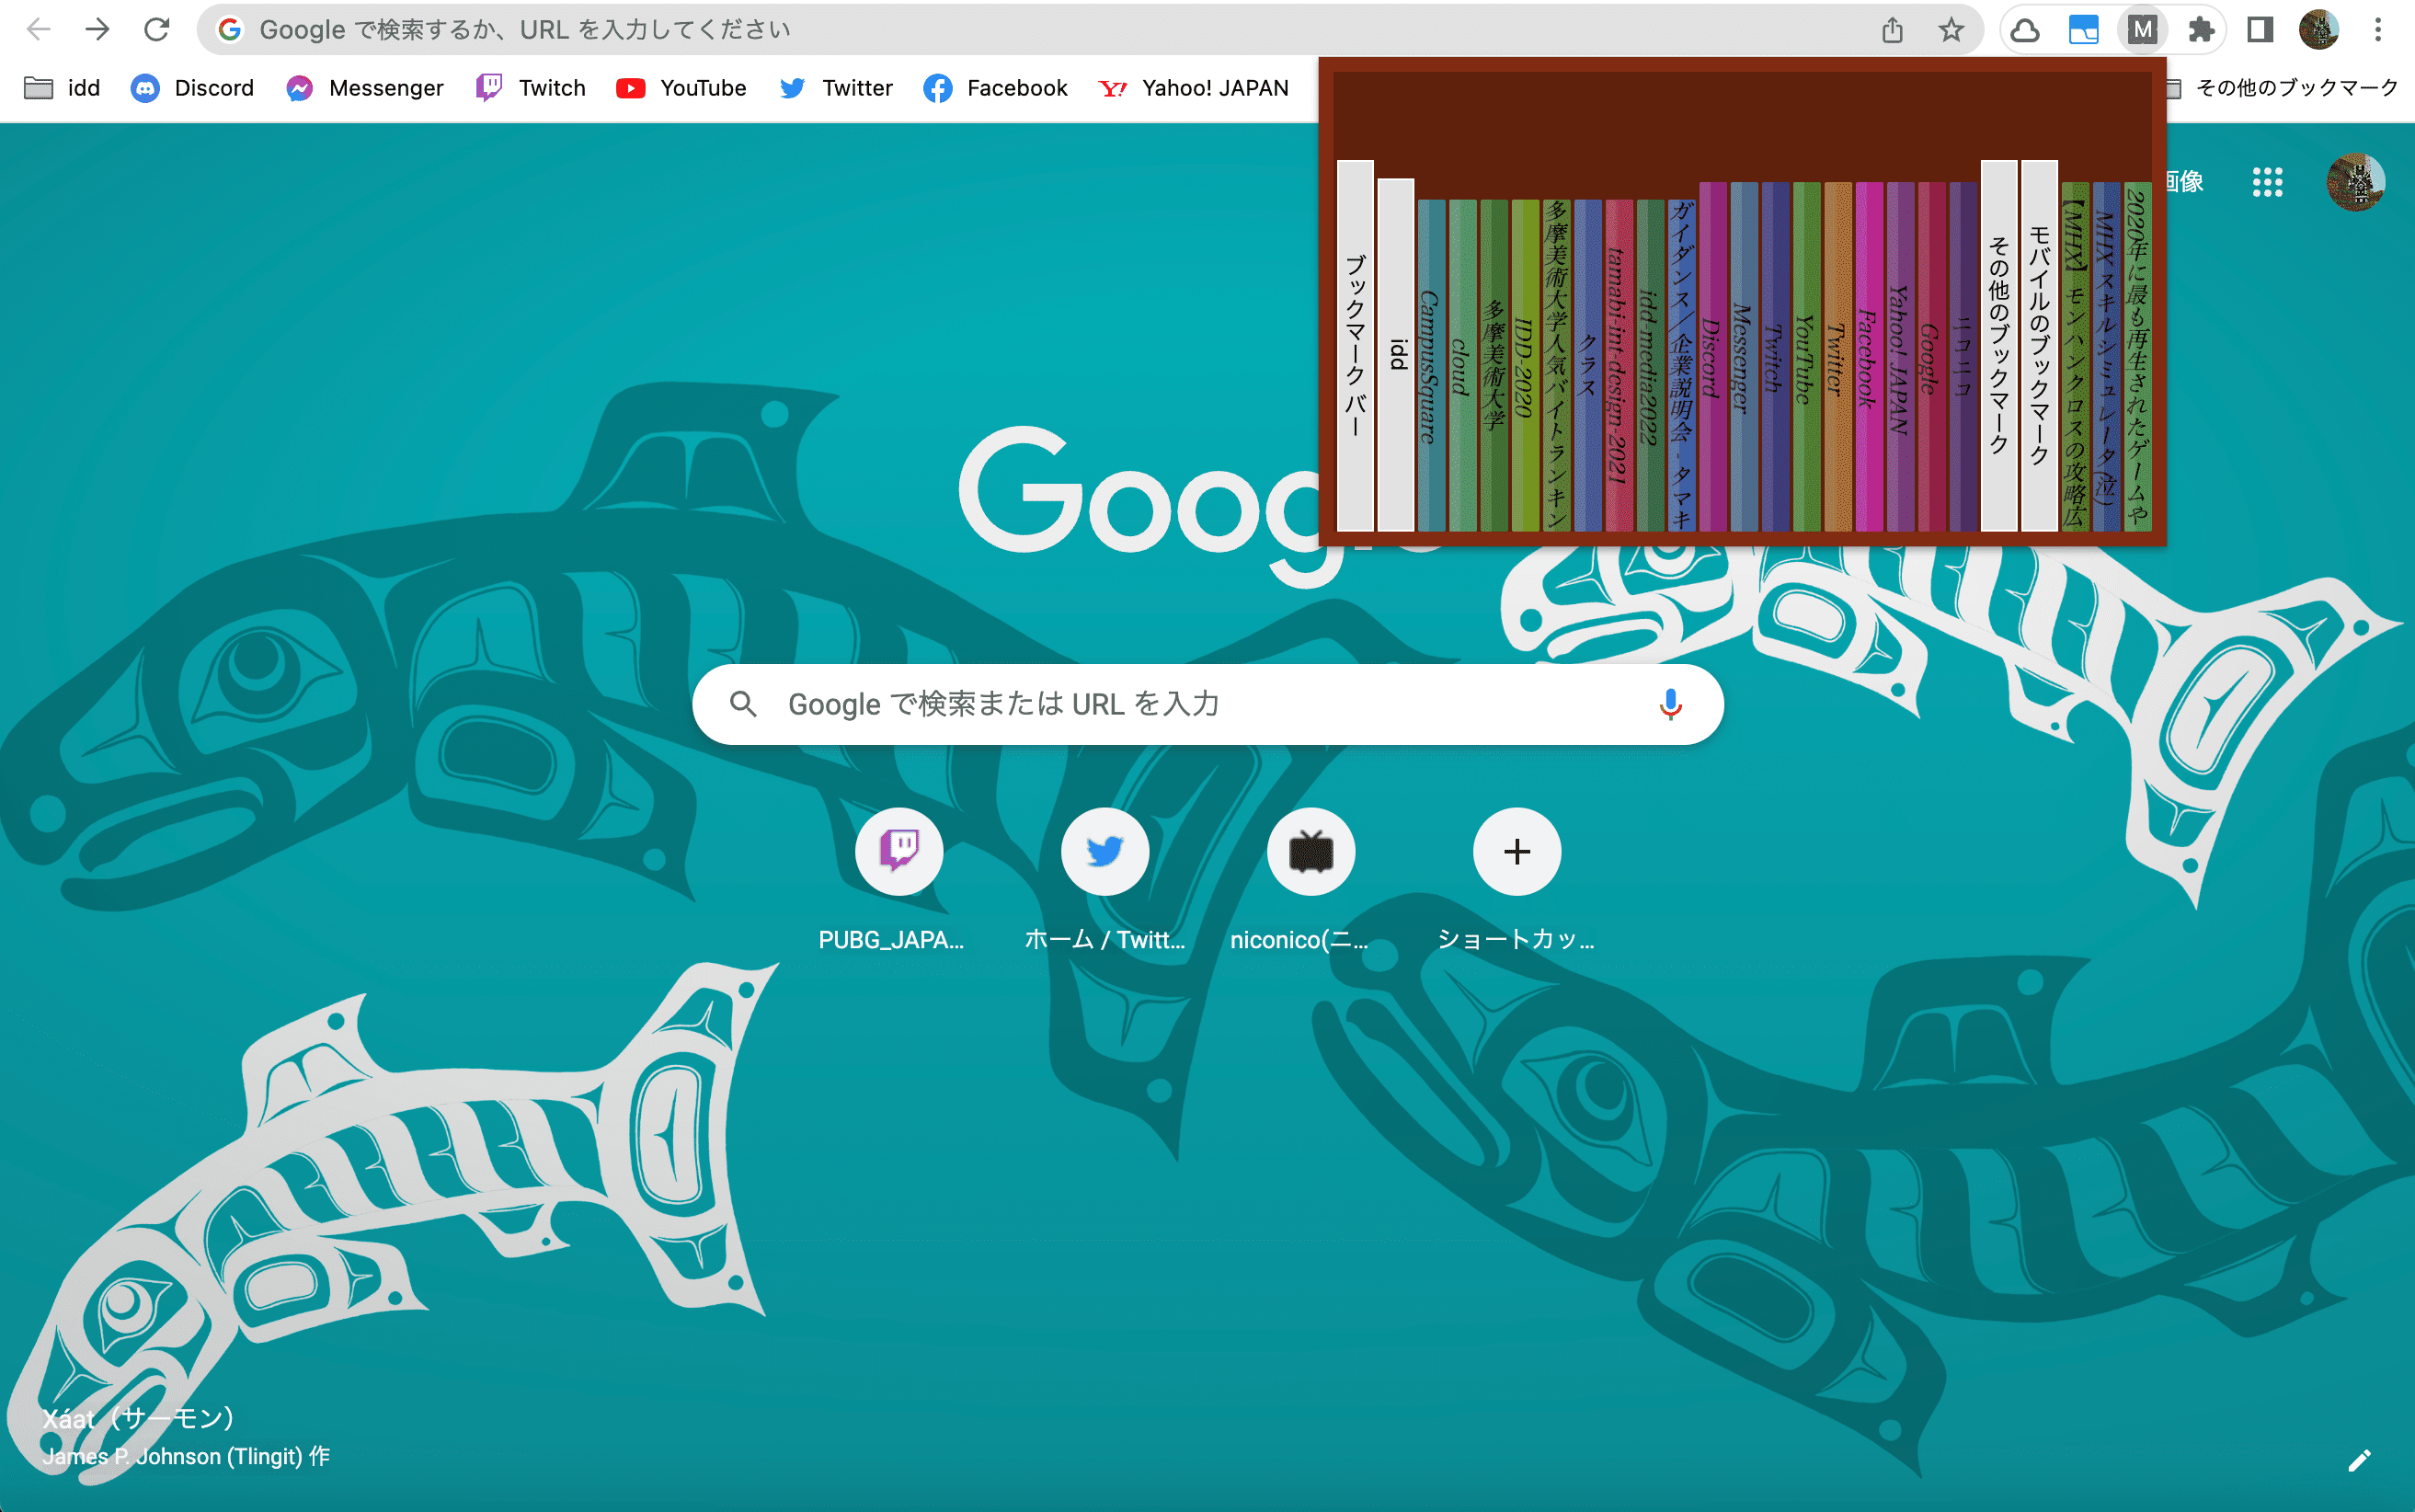 Google で検索するか、URL を入力してください
M
idd
Discord
Messenger
Twitch
YouTube
Twitter
Facebook
Yahoo! JAPAN
その他のブックマーク
画像
ブックマーク バー
idd
CampusSquare
cloud
多摩美術大学
IDD-2020
多摩美術大学人気バイトランキン
クラス
tamabi-int-design-2021
idd-media2022
ガイダンス／企業説明会 - タマキ
Discord
Messenger
Twitch
YouTube
Twitter
Facebook
Yahoo! JAPAN
Google
ニコニコ
その他のブックマーク
モバイルのブックマーク
【MHX】モンハンクロスの攻略広
MHX スキルシミュレータ (泣)
2020年に最も再生されたゲームや
Goog
Google で検索または URL を入力
PUBG_JAPA...
ホーム / Twitt...
niconico(ニ...
ショートカッ...
Xáat（サーモン）
James P. Johnson (Tlingit) 作